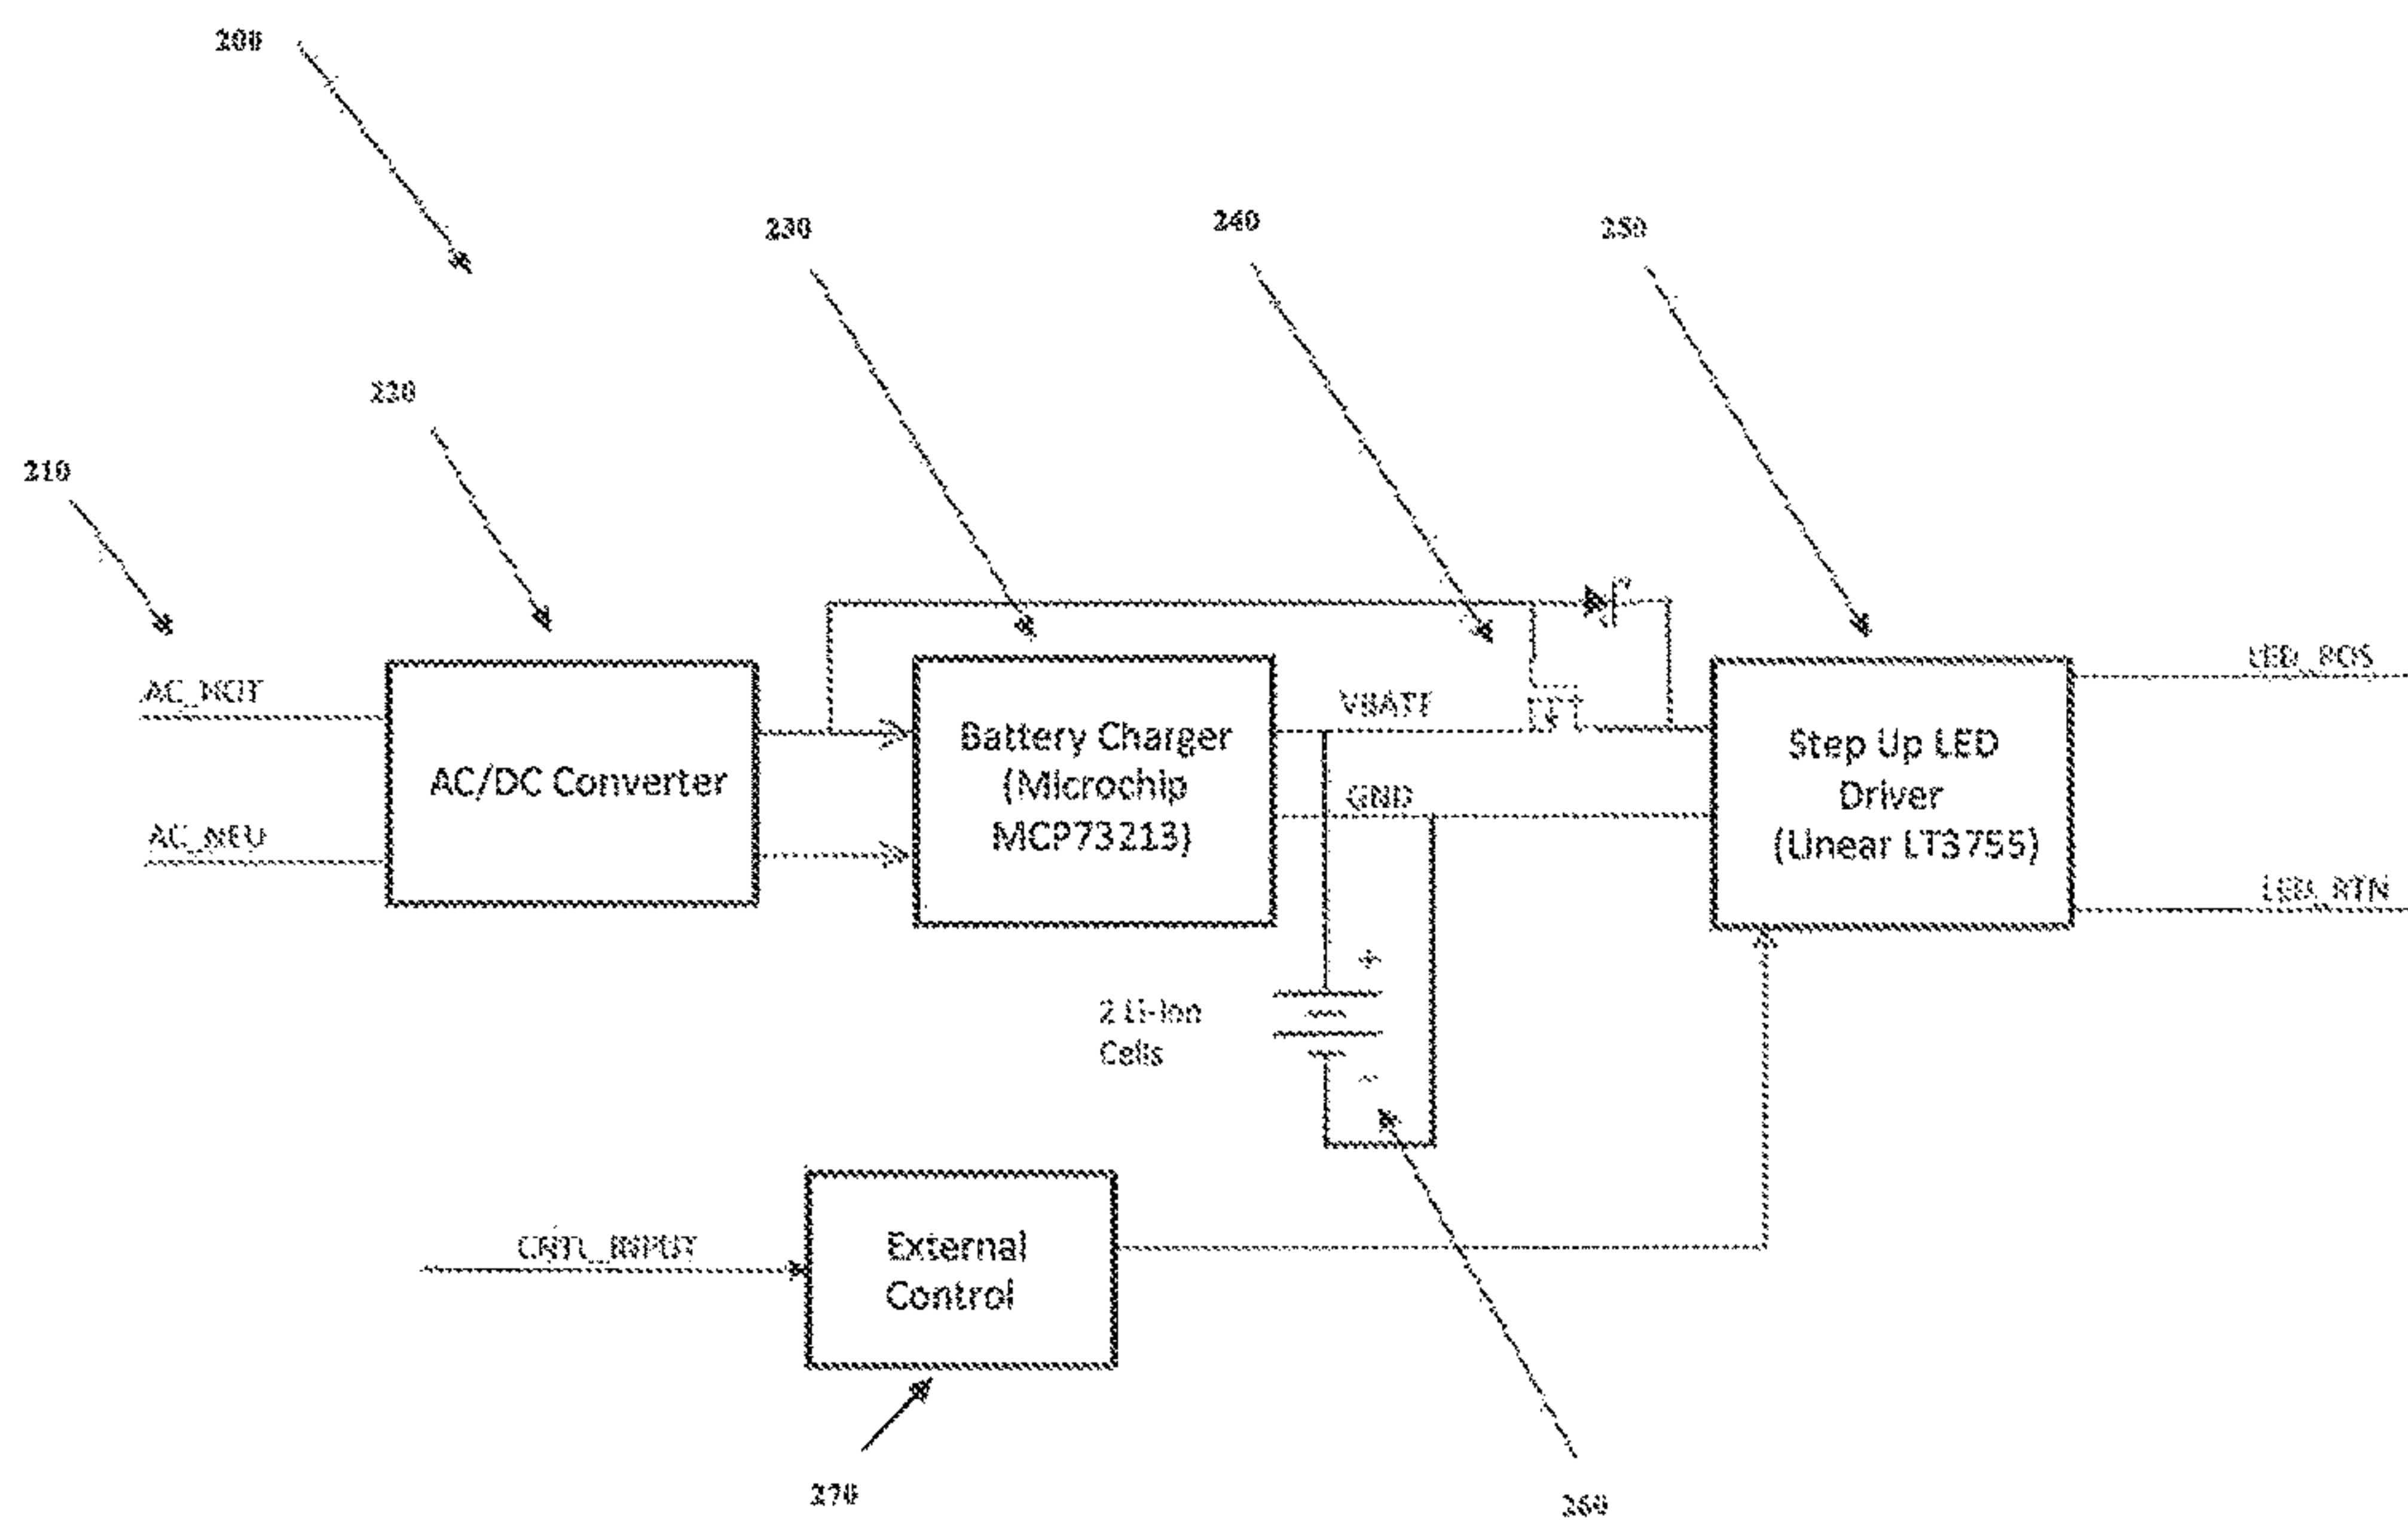 200
230
240
250
220
210
AC_HOT
AC_NEU
AC/DC Converter
Battery Charger
(Microchip
MCP73213)
VBATT
GND
Step Up LED
Driver
(Linear LT3755)
LED_POS
LED_RTN
+
2 Li-Ion
Cells
-
CNTL_INPUT
External
Control
270
260